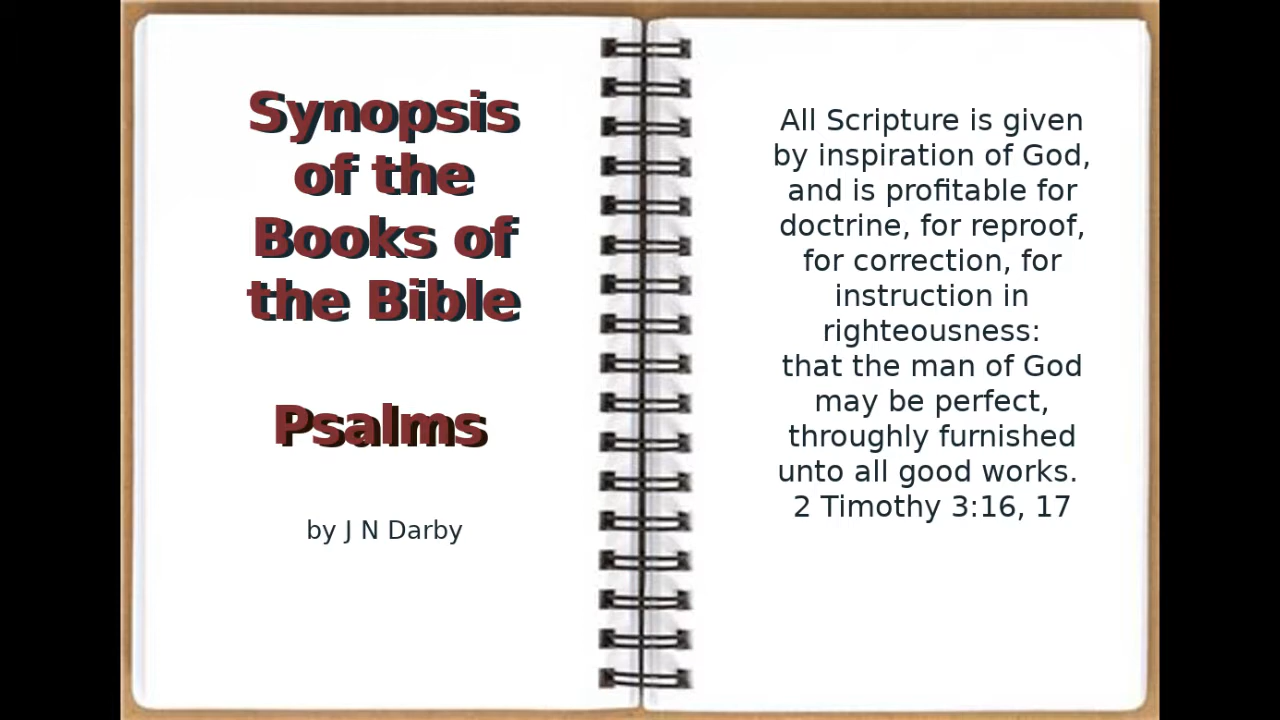 Synopsis
of the
Books of
the Bible
Psalms
by J N Darby
All Scripture is given
by inspiration of God,
and is profitable for
doctrine, for reproof,
for correction, for
instruction in
righteousness:
that the man of God
may be perfect,
throughly furnished
unto all good works.
2 Timothy 3:16, 17